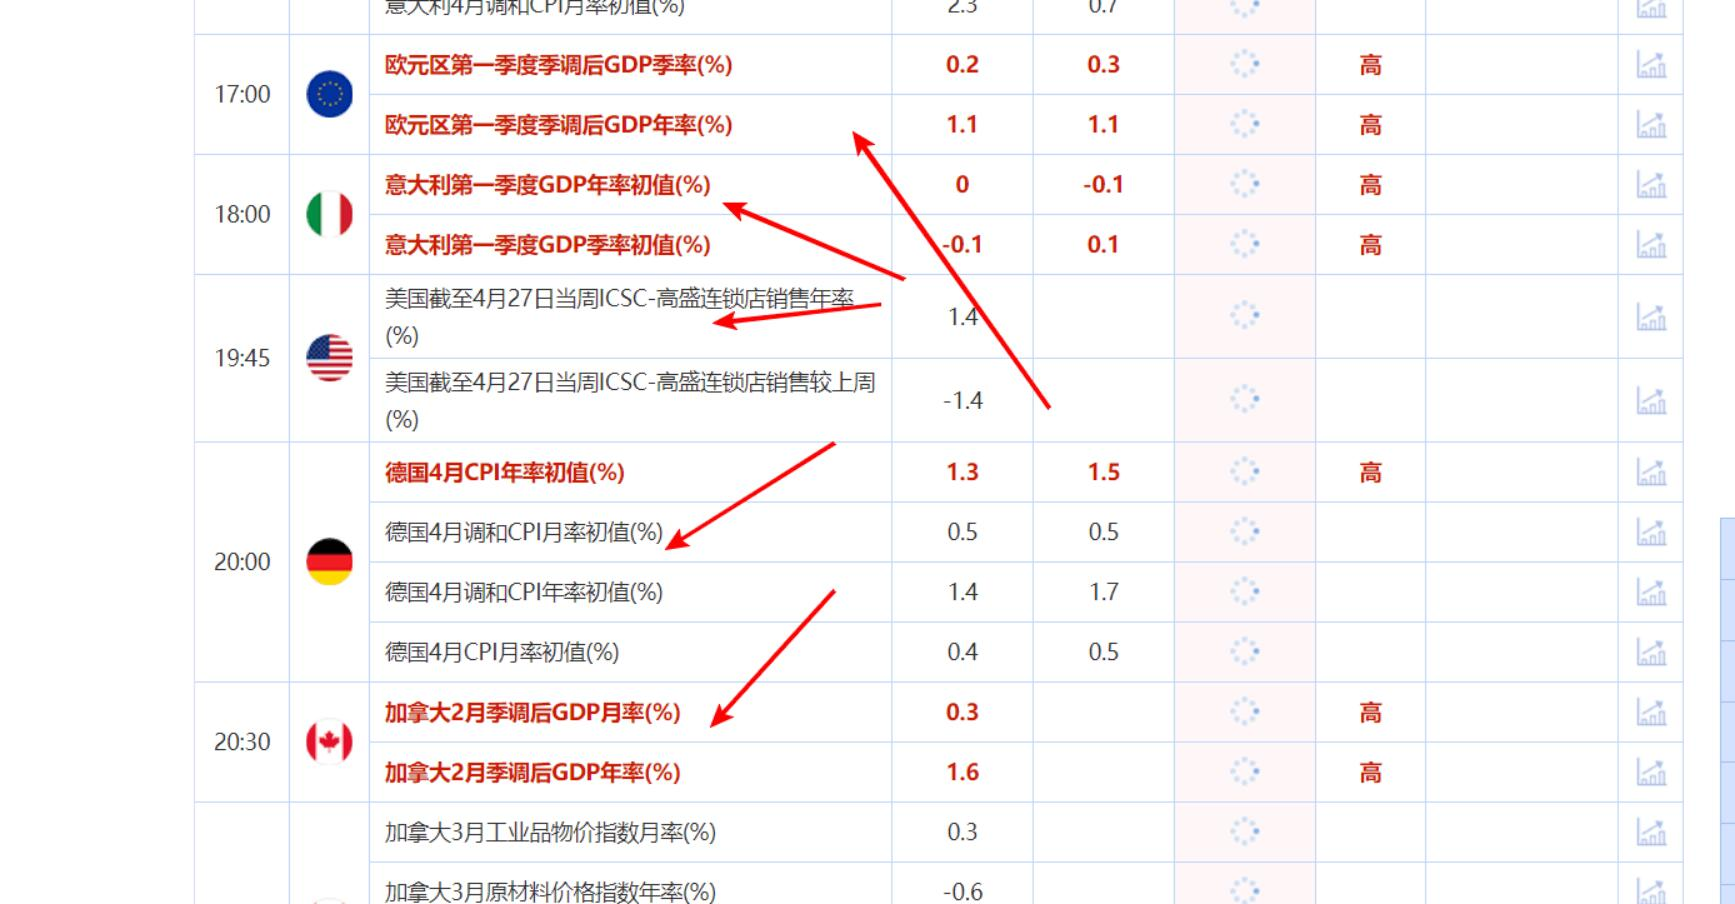 意大利4月调和CPI月率初值(%) 2.3 0.7
欧元区第一季度季调后GDP季率(%) 0.2 0.3 高
17:00
欧元区第一季度季调后GDP年率(%) 1.1 1.1 高
意大利第一季度GDP年率初值(%) 0 -0.1 高
18:00
意大利第一季度GDP季率初值(%) -0.1 0.1 高
美国截至4月27日当周ICSC-高盛连锁店销售年率
(%) 1.4
19:45
美国截至4月27日当周ICSC-高盛连锁店销售较上周
(%) -1.4
德国4月CPI年率初值(%) 1.3 1.5 高
德国4月调和CPI月率初值(%) 0.5 0.5
20:00
德国4月调和CPI年率初值(%) 1.4 1.7
德国4月CPI月率初值(%) 0.4 0.5
加拿大2月季调后GDP月率(%) 0.3 高
20:30
加拿大2月季调后GDP年率(%) 1.6 高
加拿大3月工业品物价指数月率(%) 0.3
加拿大3月原材料价格指数年率(%) -0.6